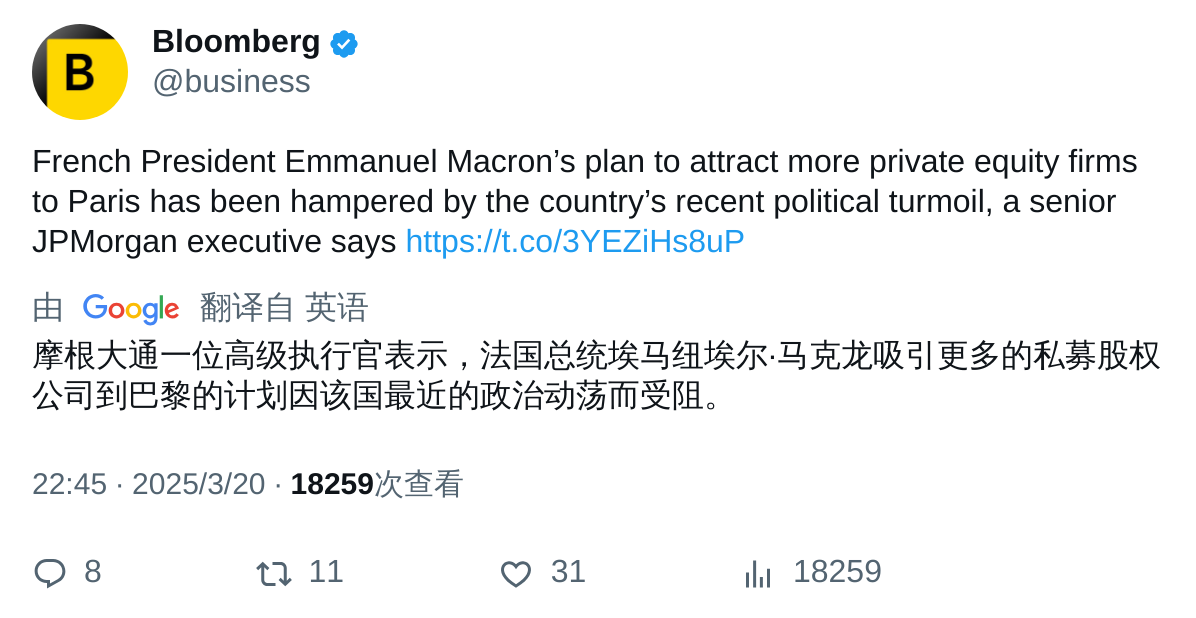 B
Bloomberg
@business
French President Emmanuel Macron’s plan to attract more private equity firms
to Paris has been hampered by the country’s recent political turmoil, a senior
JPMorgan executive says https://t.co/3YEZiHs8uP
由 Google 翻译自 英语
摩根大通一位高级执行官表示，法国总统埃马纽埃尔·马克龙吸引更多的私募股权
公司到巴黎的计划因该国最近的政治动荡而受阻。
22:45 · 2025/3/20 · 18259次查看
8 11 31 18259